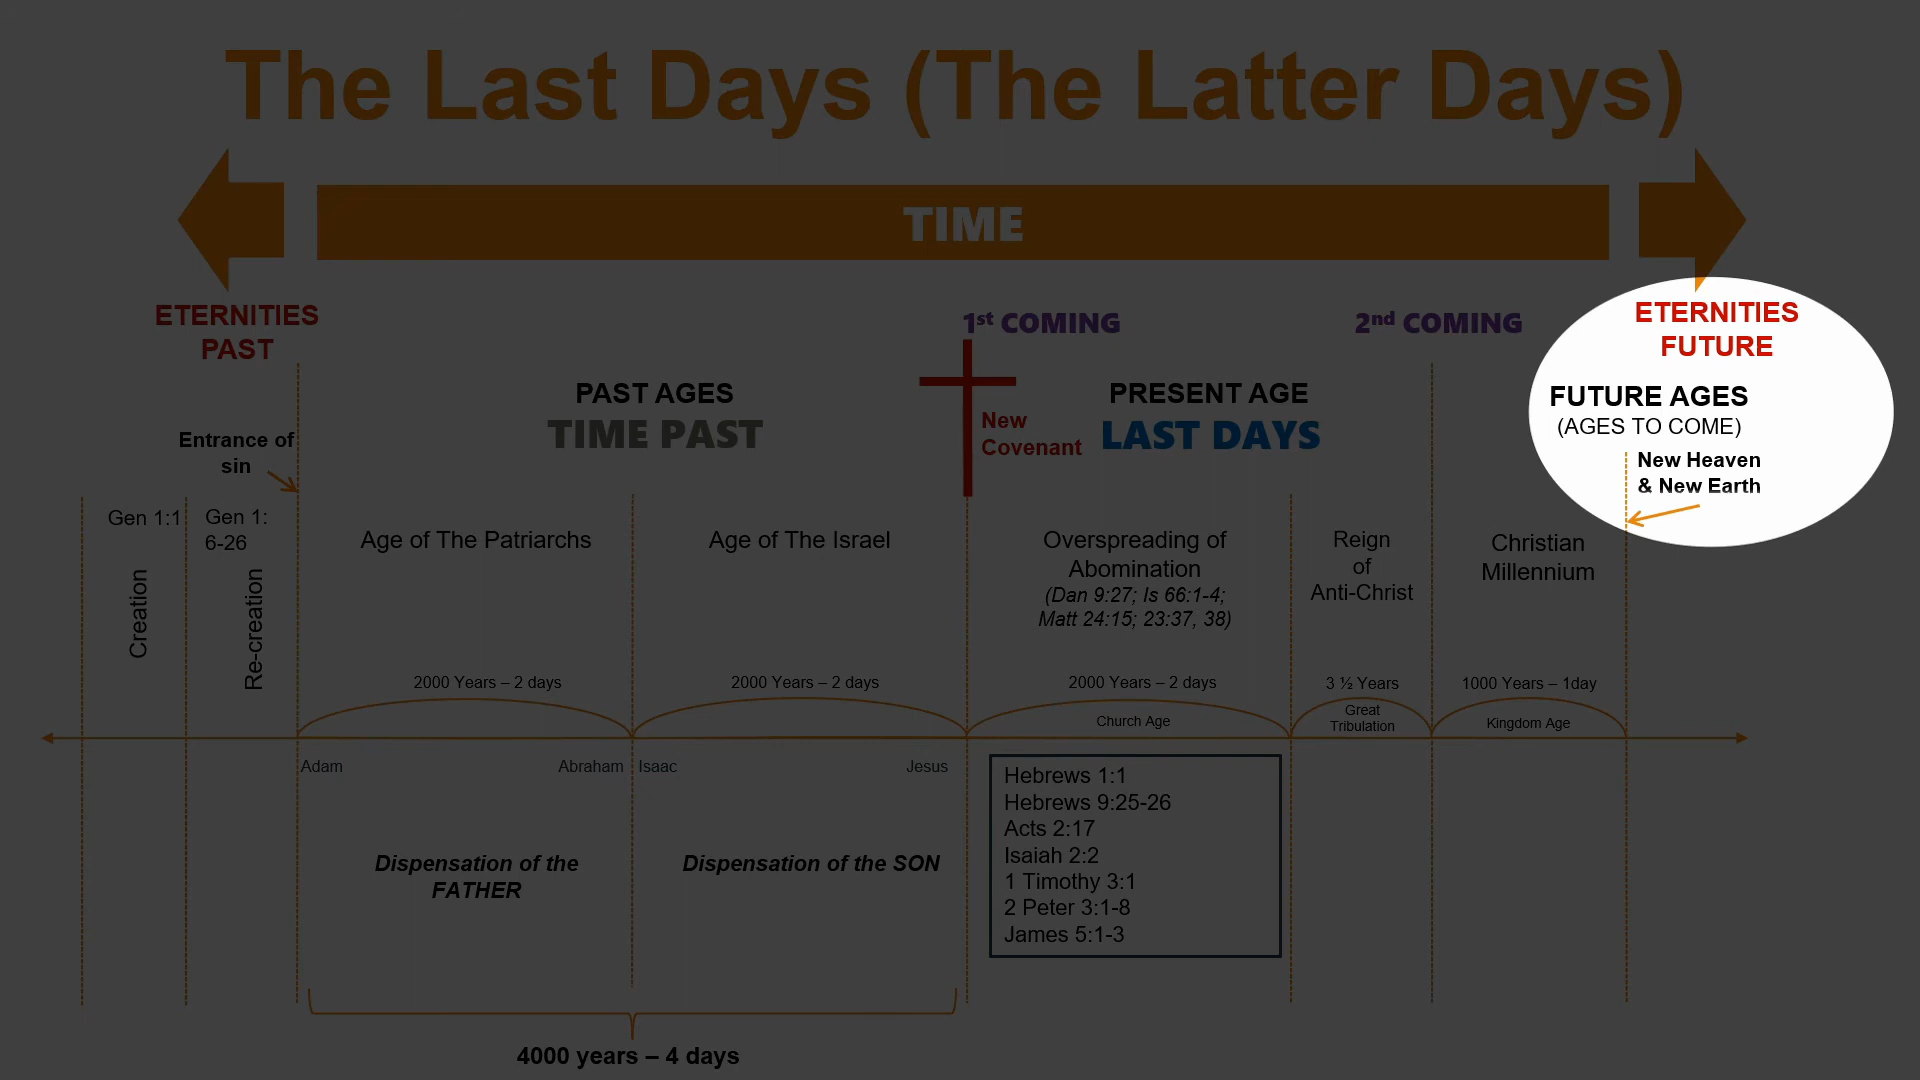 The Last Days (The Latter Days)
TIME
ETERNITIES
PAST
1st COMING
2nd COMING
ETERNITIES
FUTURE
PAST AGES
TIME PAST
New
Covenant
PRESENT AGE
LAST DAYS
FUTURE AGES
(AGES TO COME)
New Heaven
& New Earth
Entrance of
sin
Gen 1:1
Gen 1:
6-26
Creation
Re-creation
Age of The Patriarchs
Age of The Israel
Overspreading of
Abomination
(Dan 9:27; Is 66:1-4;
Matt 24:15; 23:37, 38)
Reign
of
Anti-Christ
Christian
Millennium
2000 Years – 2 days
2000 Years – 2 days
2000 Years – 2 days
3 ½ Years
1000 Years – 1day
Church Age
Great
Tribulation
Kingdom Age
Adam
Abraham
Isaac
Jesus
Hebrews 1:1
Hebrews 9:25-26
Acts 2:17
Isaiah 2:2
1 Timothy 3:1
2 Peter 3:1-8
James 5:1-3
Dispensation of the
FATHER
Dispensation of the SON
4000 years – 4 days